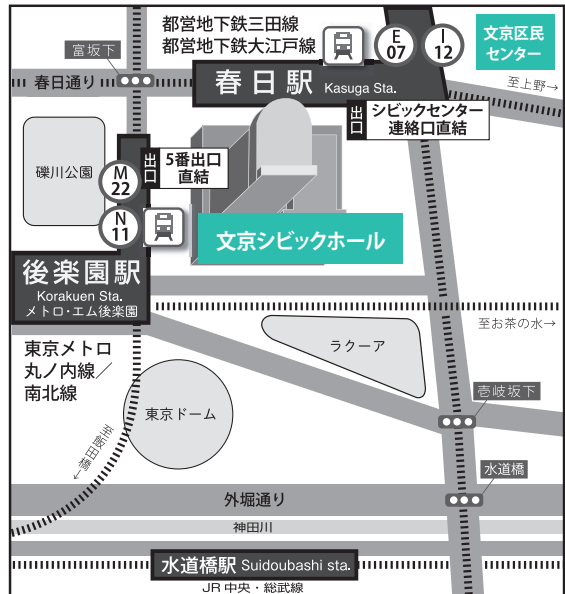 都営地下鉄三田線
都営地下鉄大江戸線
E
07
I
12
文京区民
センター
富坂下
春日通り
春日駅 Kasuga Sta.
至上野→
出口
シビックセンター
連絡口直結
礫川公園
出口
5番出口
直結
M
22
N
11
文京シビックホール
後楽園駅
Korakuen Sta.
メトロ・エム後楽園
至お茶の水→
ラクーア
東京メトロ
丸ノ内線／
南北線
壱岐坂下
東京ドーム
至飯田橋→
水道橋
外堀通り
神田川
水道橋駅 Suidoubashi sta.
JR 中央・総武線